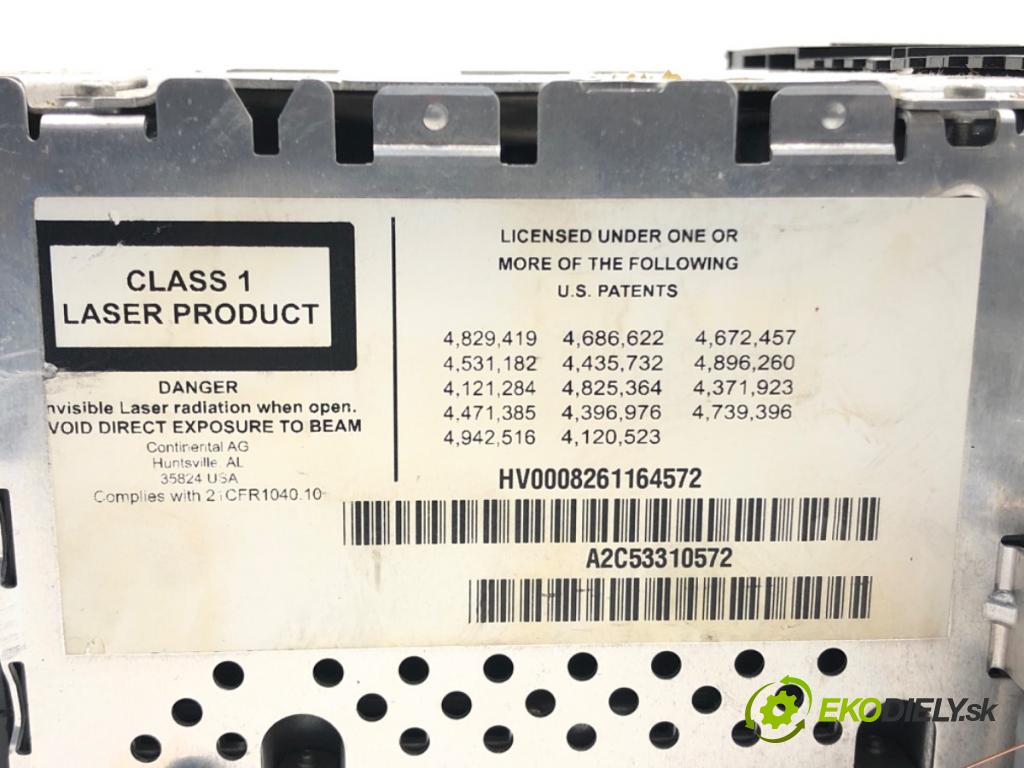 CLASS 1
LASER PRODUCT
DANGER
nvisible Laser radiation when open.
VOID DIRECT EXPOSURE TO BEAM
Continental AG
Huntsville, AL
35824 USA
Complies with 21CFR1040.10
LICENSED UNDER ONE OR
MORE OF THE FOLLOWING
U.S. PATENTS
4,829,419 4,686,622 4,672,457
4,531,182 4,435,732 4,896,260
4,121,284 4,825,364 4,371,923
4,471,385 4,396,976 4,739,396
4,942,516 4,120,523
HV0008261164572
A2C53310572
EKODIELY.sk